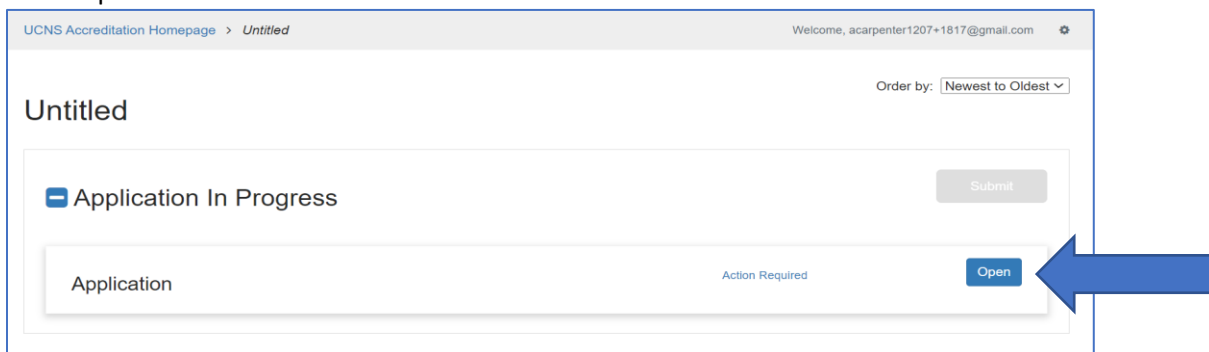 UCNS Accreditation Homepage > Untitled
Welcome, acarpenter1207+1817@gmail.com
Order by: Newest to Oldest
Untitled
Application In Progress
Submit
Application
Action Required
Open